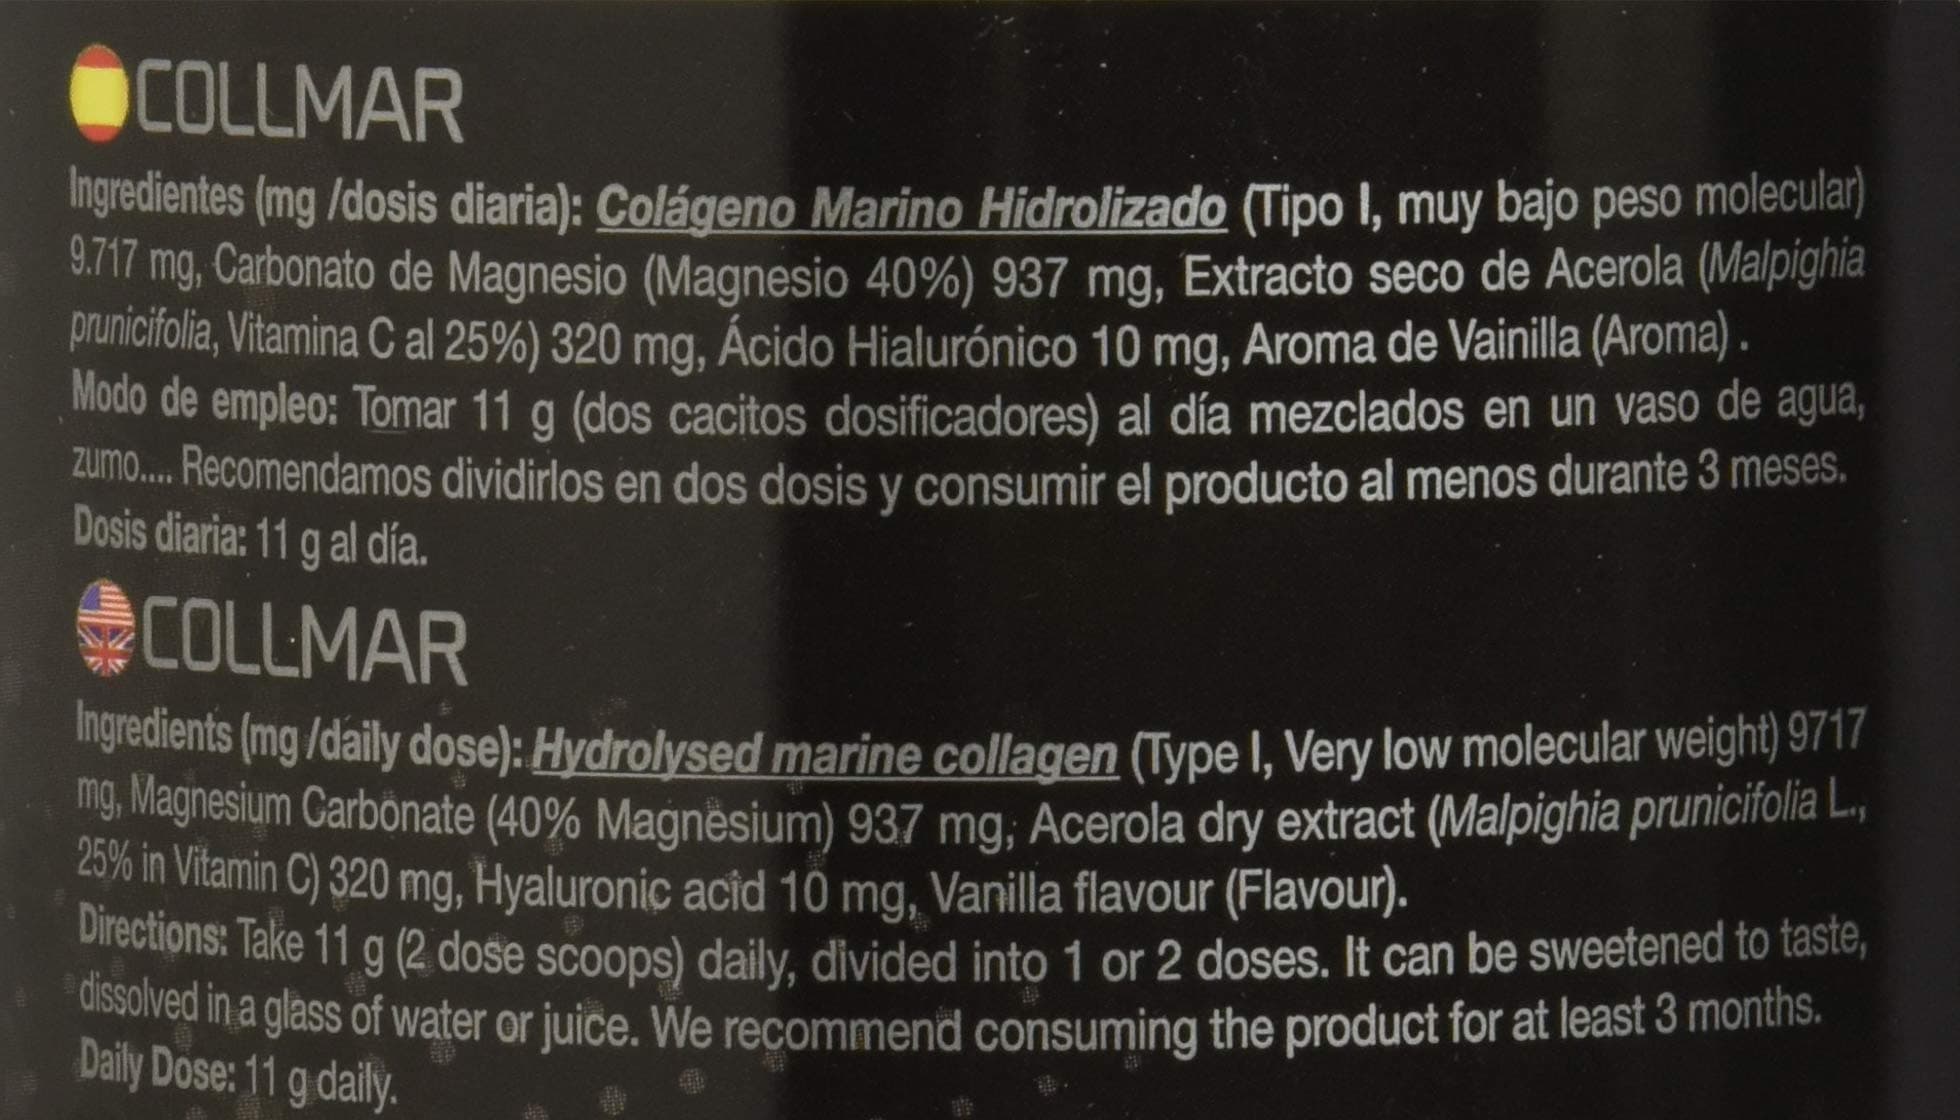 COLLMAR
Ingredientes (mg /dosis diaria): Colágeno Marino Hidrolizado (Tipo I, muy bajo peso molecular)
9.717 mg, Carbonato de Magnesio (Magnesio 40%) 937 mg, Extracto seco de Acerola (Malpighia
prunicifolia, Vitamina C al 25%) 320 mg, Ácido Hialurónico 10 mg, Aroma de Vainilla (Aroma) .
Modo de empleo: Tomar 11 g (dos cacitos dosificadores) al día mezclados en un vaso de agua,
zumo.... Recomendamos dividirlos en dos dosis y consumir el producto al menos durante 3 meses.
Dosis diaria: 11 g al día.
COLLMAR
Ingredients (mg /daily dose): Hydrolysed marine collagen (Type I, Very low molecular weight) 9717
mg, Magnesium Carbonate (40% Magnesium) 937 mg, Acerola dry extract (Malpighia prunicifolia L.,
25% in Vitamin C) 320 mg, Hyaluronic acid 10 mg, Vanilla flavour (Flavour).
Directions: Take 11 g (2 dose scoops) daily, divided into 1 or 2 doses. It can be sweetened to taste,
dissolved in a glass of water or juice. We recommend consuming the product for at least 3 months.
Daily Dose: 11 g daily.